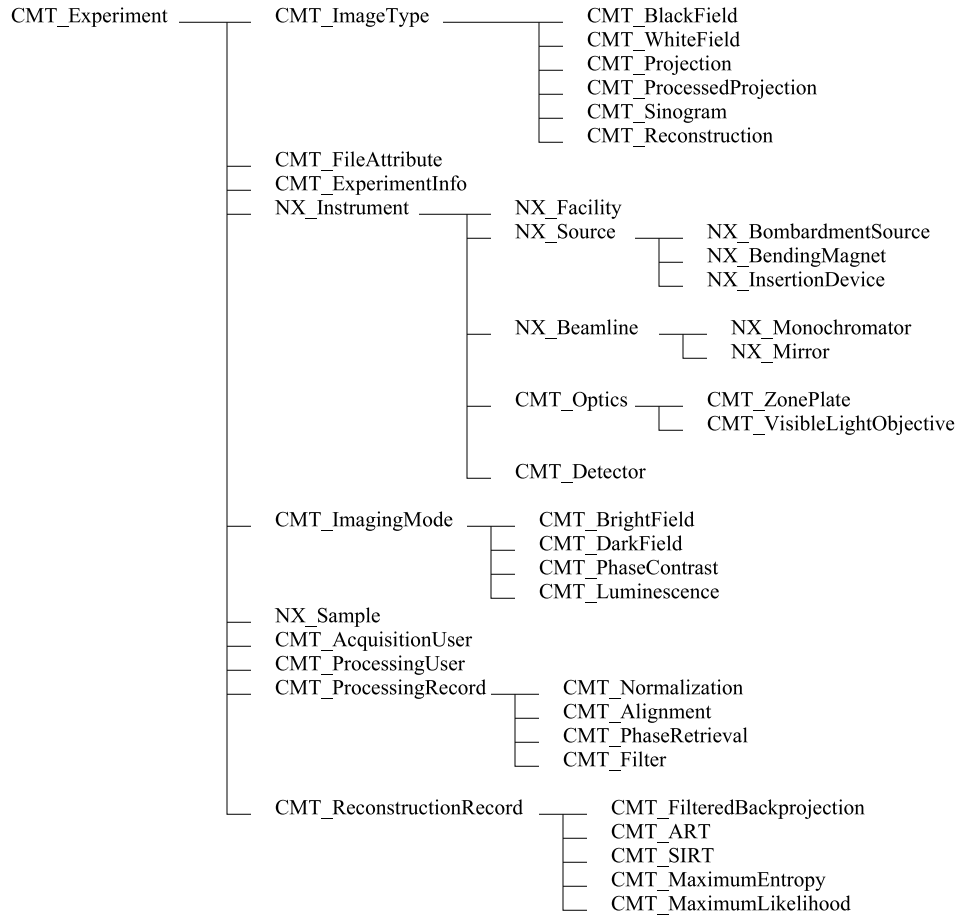 CMT_Experiment CMT_ImageType CMT_BlackField
CMT_WhiteField
CMT_Projection
CMT_ProcessedProjection
CMT_Sinogram
CMT_Reconstruction
CMT_FileAttribute
CMT_ExperimentInfo
NX_Instrument NX_Facility
NX_Source NX_BombardmentSource
NX_BendingMagnet
NX_InsertionDevice
NX_Beamline NX_Monochromator
NX_Mirror
CMT_Optics CMT_ZonePlate
CMT_VisibleLightObjective
CMT_Detector
CMT_ImagingMode CMT_BrightField
CMT_DarkField
CMT_PhaseContrast
CMT_Luminescence
NX_Sample
CMT_AcquisitionUser
CMT_ProcessingUser
CMT_ProcessingRecord CMT_Normalization
CMT_Alignment
CMT_PhaseRetrieval
CMT_Filter
CMT_ReconstructionRecord CMT_FilteredBackprojection
CMT_ART
CMT_SIRT
CMT_MaximumEntropy
CMT_MaximumLikelihood